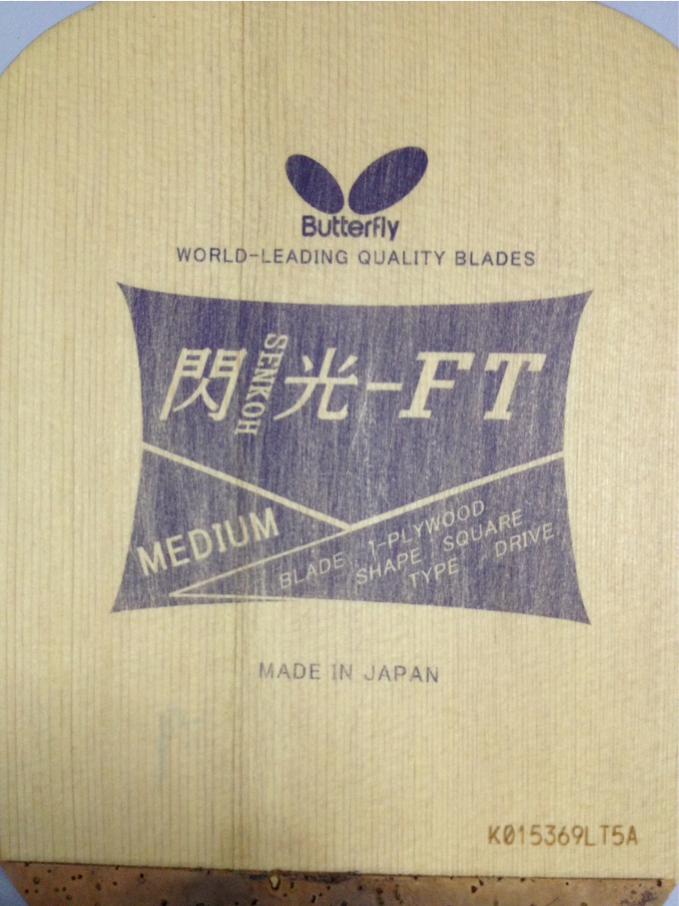 Butterfly
WORLD-LEADING QUALITY BLADES
閃光-FT
SENKOH
MEDIUM
BLADE 1-PLYWOOD
SHAPE SQUARE
TYPE DRIVE
MADE IN JAPAN
K015369LT5A